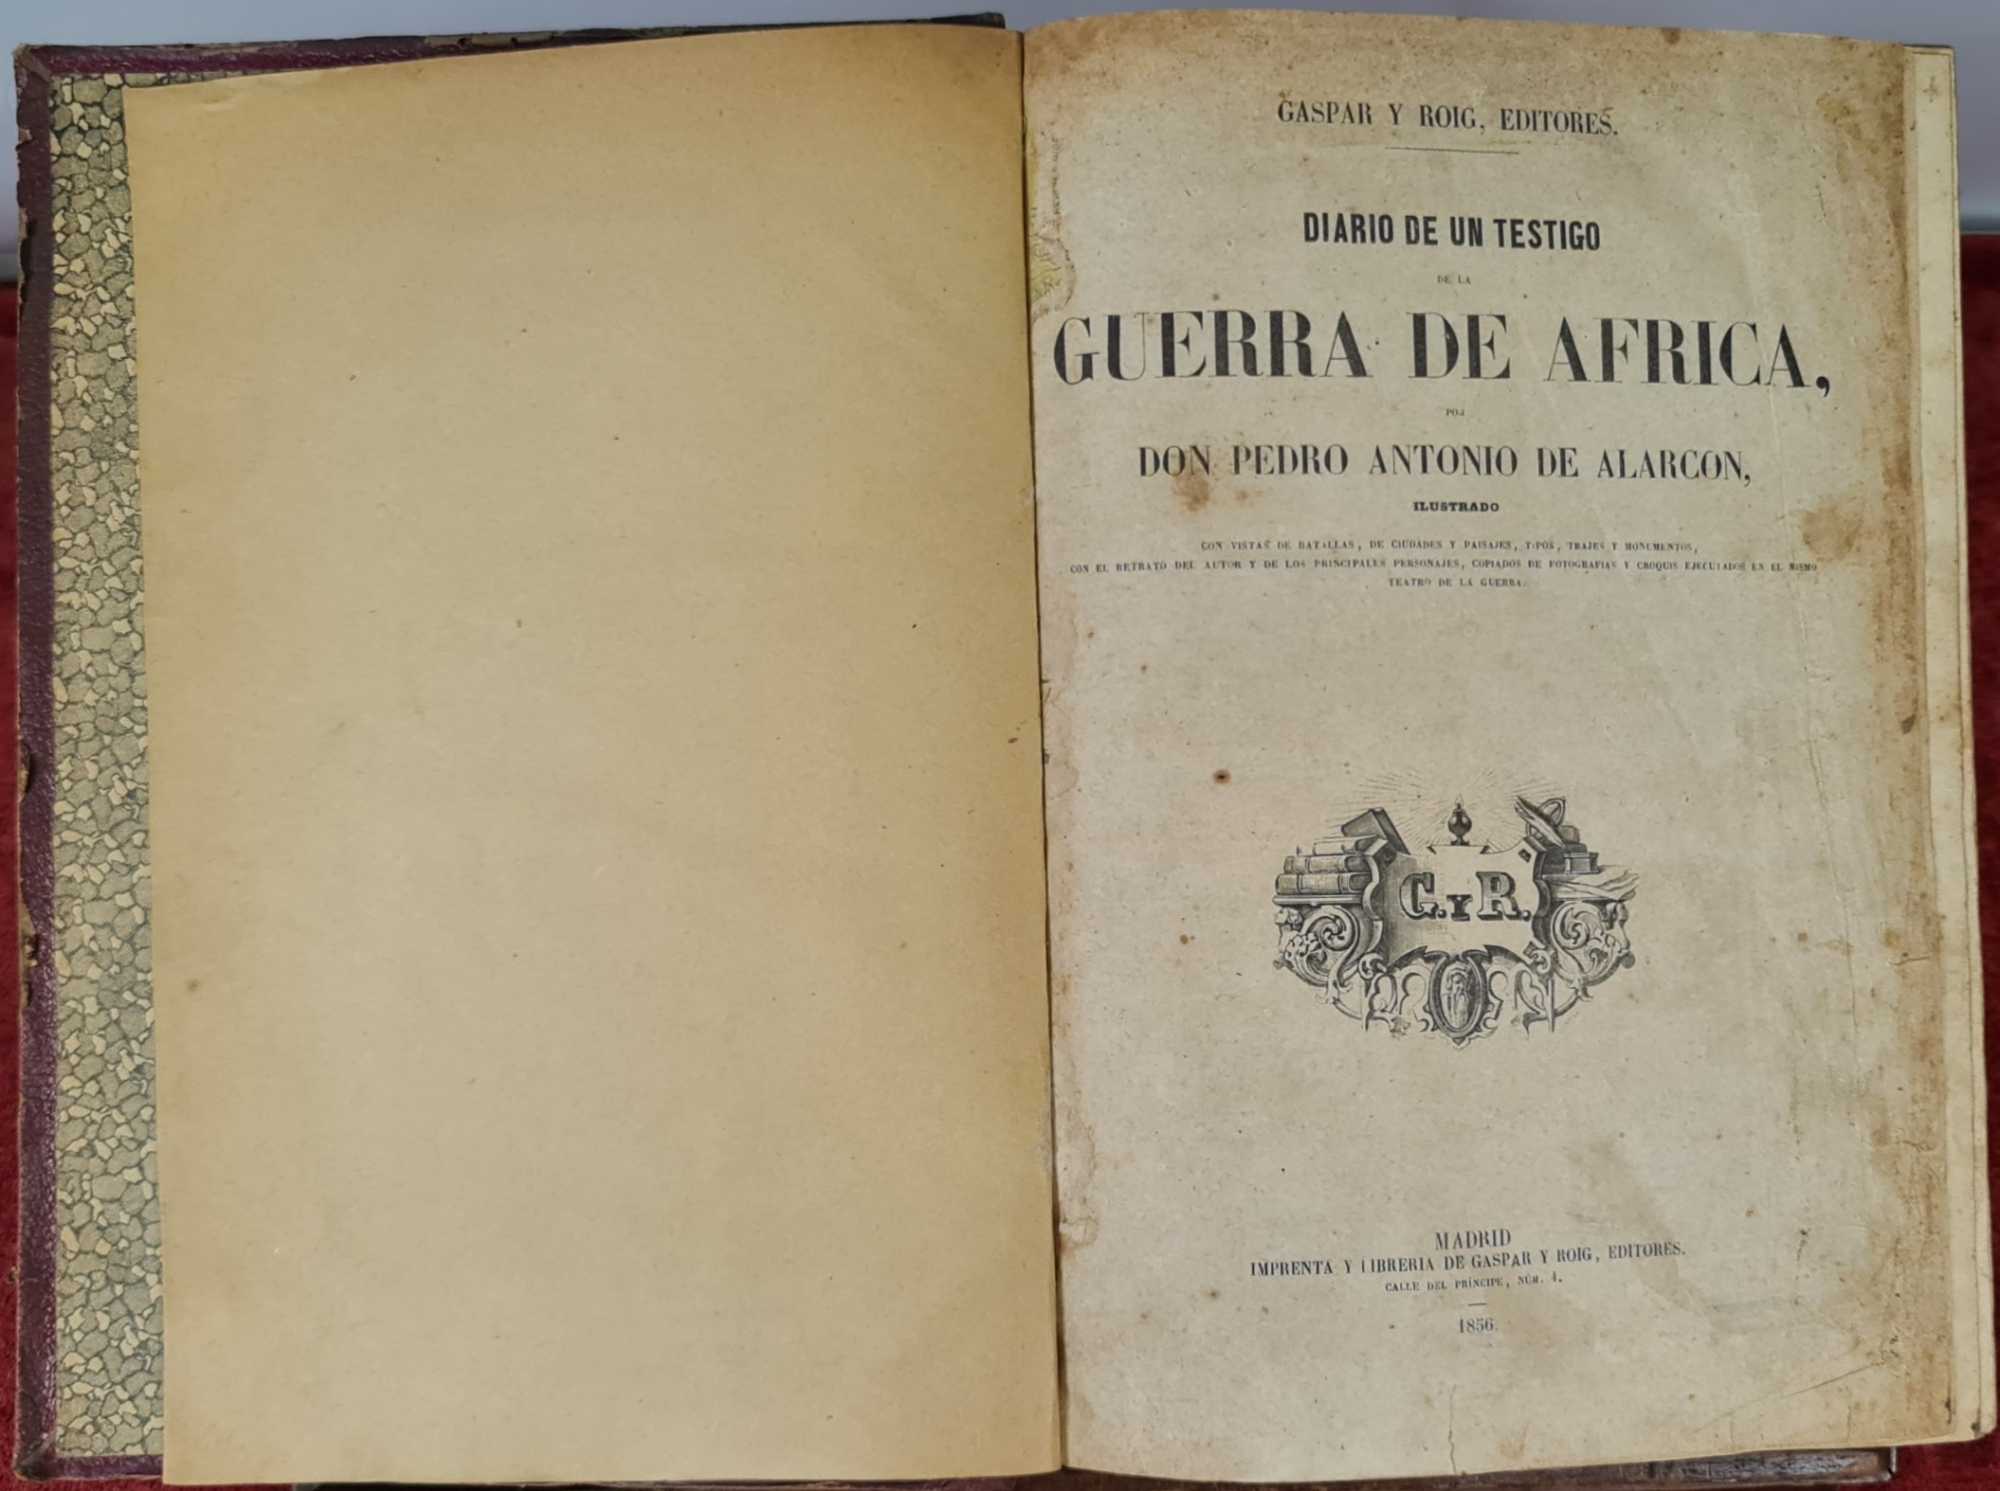 GASPAR Y ROIG, EDITORES.
DIARIO DE UN TESTIGO
DE LA
GUERRA DE AFRICA,
POR
DON PEDRO ANTONIO DE ALARCON,
ILUSTRADO
CON VISTAS DE BATALLAS, DE CIUDADES Y PAISAJES, TIPOS, TRAJES Y MONUMENTOS,
CON EL RETRATO DEL AUTOR Y DE LOS PRINCIPALES PERSONAJES, COPIADOS DE FOTOGRAFIAS Y CROQUIS EJECUTADOS EN EL MISMO
TEATRO DE LA GUERRA.
G. Y R.
MADRID
IMPRENTA Y LIBRERIA DE GASPAR Y ROIG, EDITORES.
CALLE DEL PRÍNCIPE, NÚM. 4.
1856.